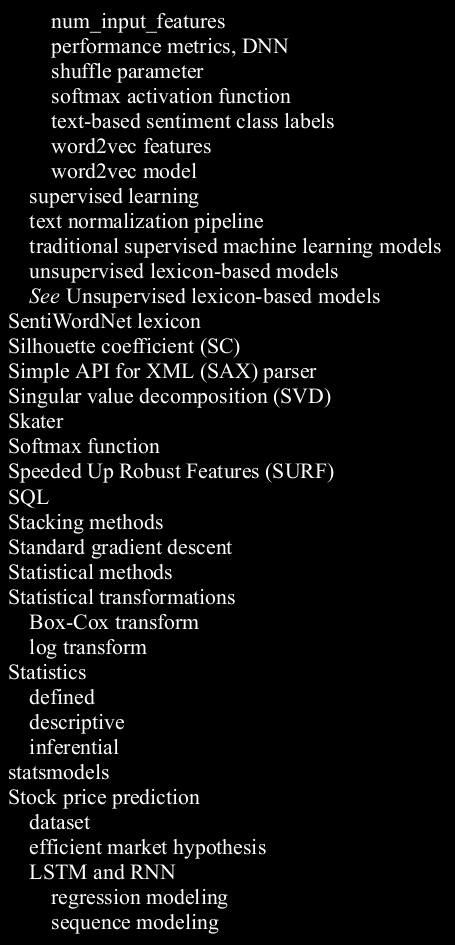 num_input_features
performance metrics, DNN
shuffle parameter
softmax activation function
text-based sentiment class labels
word2vec features
word2vec model
supervised learning
text normalization pipeline
traditional supervised machine learning models
unsupervised lexicon-based models
See Unsupervised lexicon-based models
SentiWordNet lexicon
Silhouette coefficient (SC)
Simple API for XML (SAX) parser
Singular value decomposition (SVD)
Skater
Softmax function
Speeded Up Robust Features (SURF)
SQL
Stacking methods
Standard gradient descent
Statistical methods
Statistical transformations
Box-Cox transform
log transform
Statistics
defined
descriptive
inferential
statsmodels
Stock price prediction
dataset
efficient market hypothesis
LSTM and RNN
regression modeling
sequence modeling